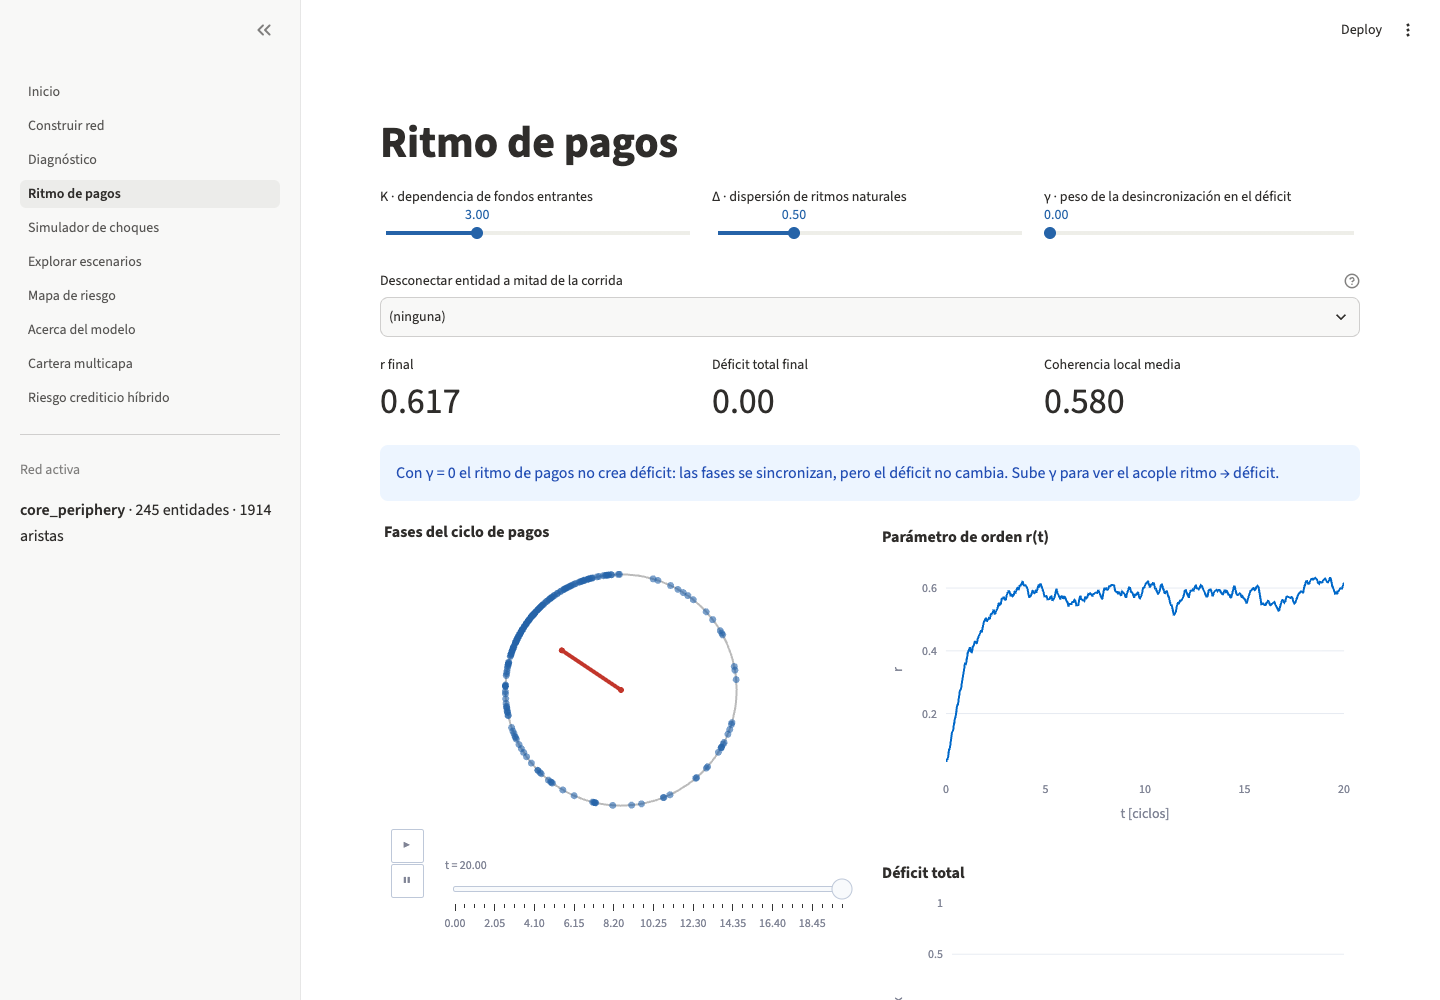 Deploy
Inicio
Construir red
Diagnóstico
Ritmo de pagos
Simulador de choques
Explorar escenarios
Mapa de riesgo
Acerca del modelo
Cartera multicapa
Riesgo crediticio híbrido
Red activa
core_periphery · 245 entidades · 1914
aristas
Ritmo de pagos
K · dependencia de fondos entrantes
3.00
Δ · dispersión de ritmos naturales
0.50
γ · peso de la desincronización en el déficit
0.00
Desconectar entidad a mitad de la corrida
(ninguna)
r final
0.617
Déficit total final
0.00
Coherencia local media
0.580
Con γ = 0 el ritmo de pagos no crea déficit: las fases se sincronizan, pero el déficit no cambia. Sube γ para ver el acople ritmo → déficit.
Fases del ciclo de pagos
t = 20.00
0.00 2.05 4.10 6.15 8.20 10.25 12.30 14.35 16.40 18.45
Parámetro de orden r(t)
0.6
0.4
0.2
r
0 5 10 15 20
t [ciclos]
Déficit total
1
0.5